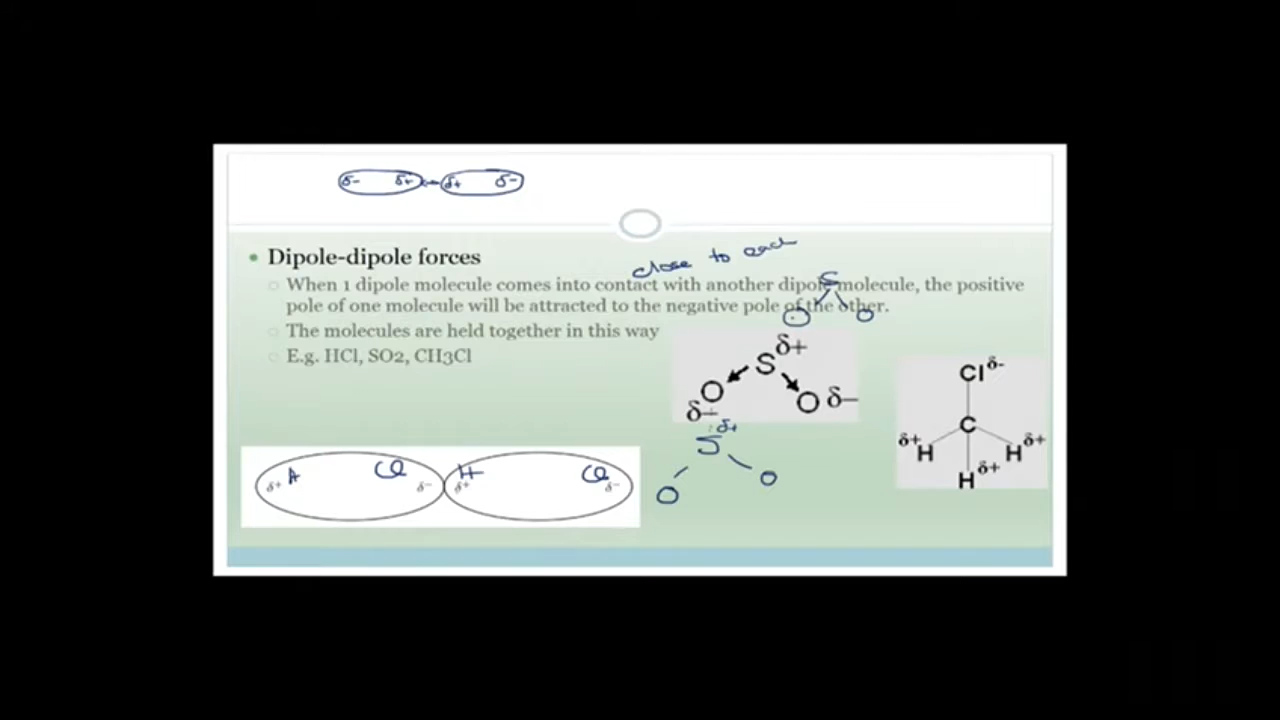 δ- δ+ δ+ δ-
Dipole-dipole forces
close to each
When 1 dipole molecule comes into contact with another dipole molecule, the positive
pole of one molecule will be attracted to the negative pole of the other.
The molecules are held together in this way
E.g. HCl, SO2, CH3Cl
S
O O
S δ+
O O δ-
δ-
S δ+
O O
Cl δ-
C
δ+ H H δ+
H δ+
Cl H Cl
δ+ δ- δ+ δ-